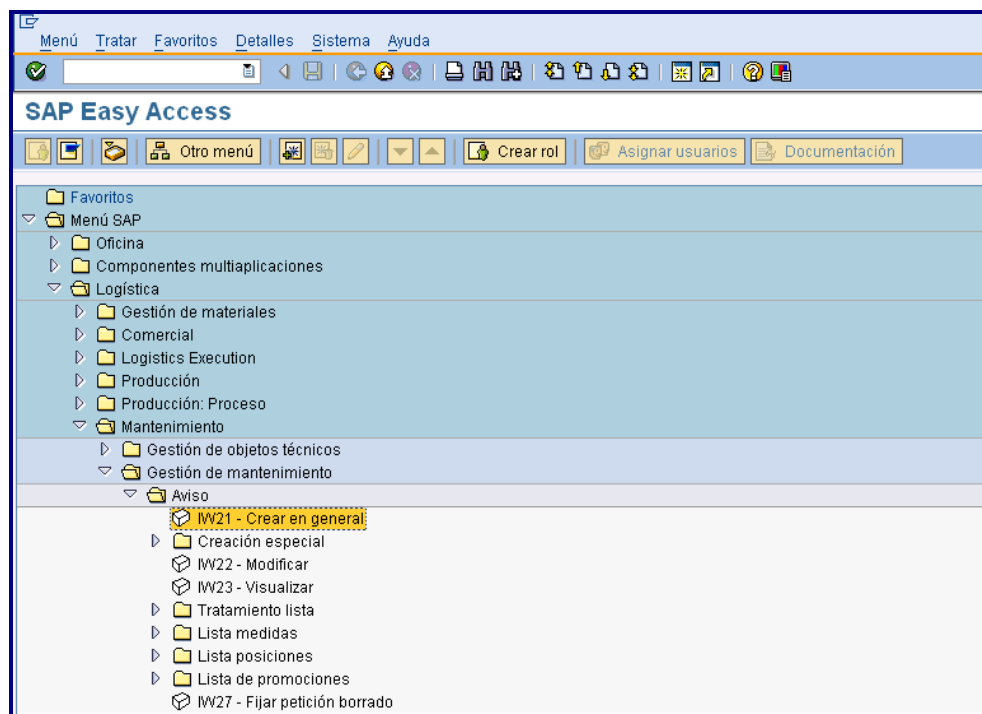 Menú Tratar Favoritos Detalles Sistema Ayuda
SAP Easy Access
Otro menú Crear rol Asignar usuarios Documentación
Favoritos
Menú SAP
Oficina
Componentes multiaplicaciones
Logística
Gestión de materiales
Comercial
Logistics Execution
Producción
Producción: Proceso
Mantenimiento
Gestión de objetos técnicos
Gestión de mantenimiento
Aviso
IW21 - Crear en general
Creación especial
IW22 - Modificar
IW23 - Visualizar
Tratamiento lista
Lista medidas
Lista posiciones
Lista de promociones
IW27 - Fijar petición borrado